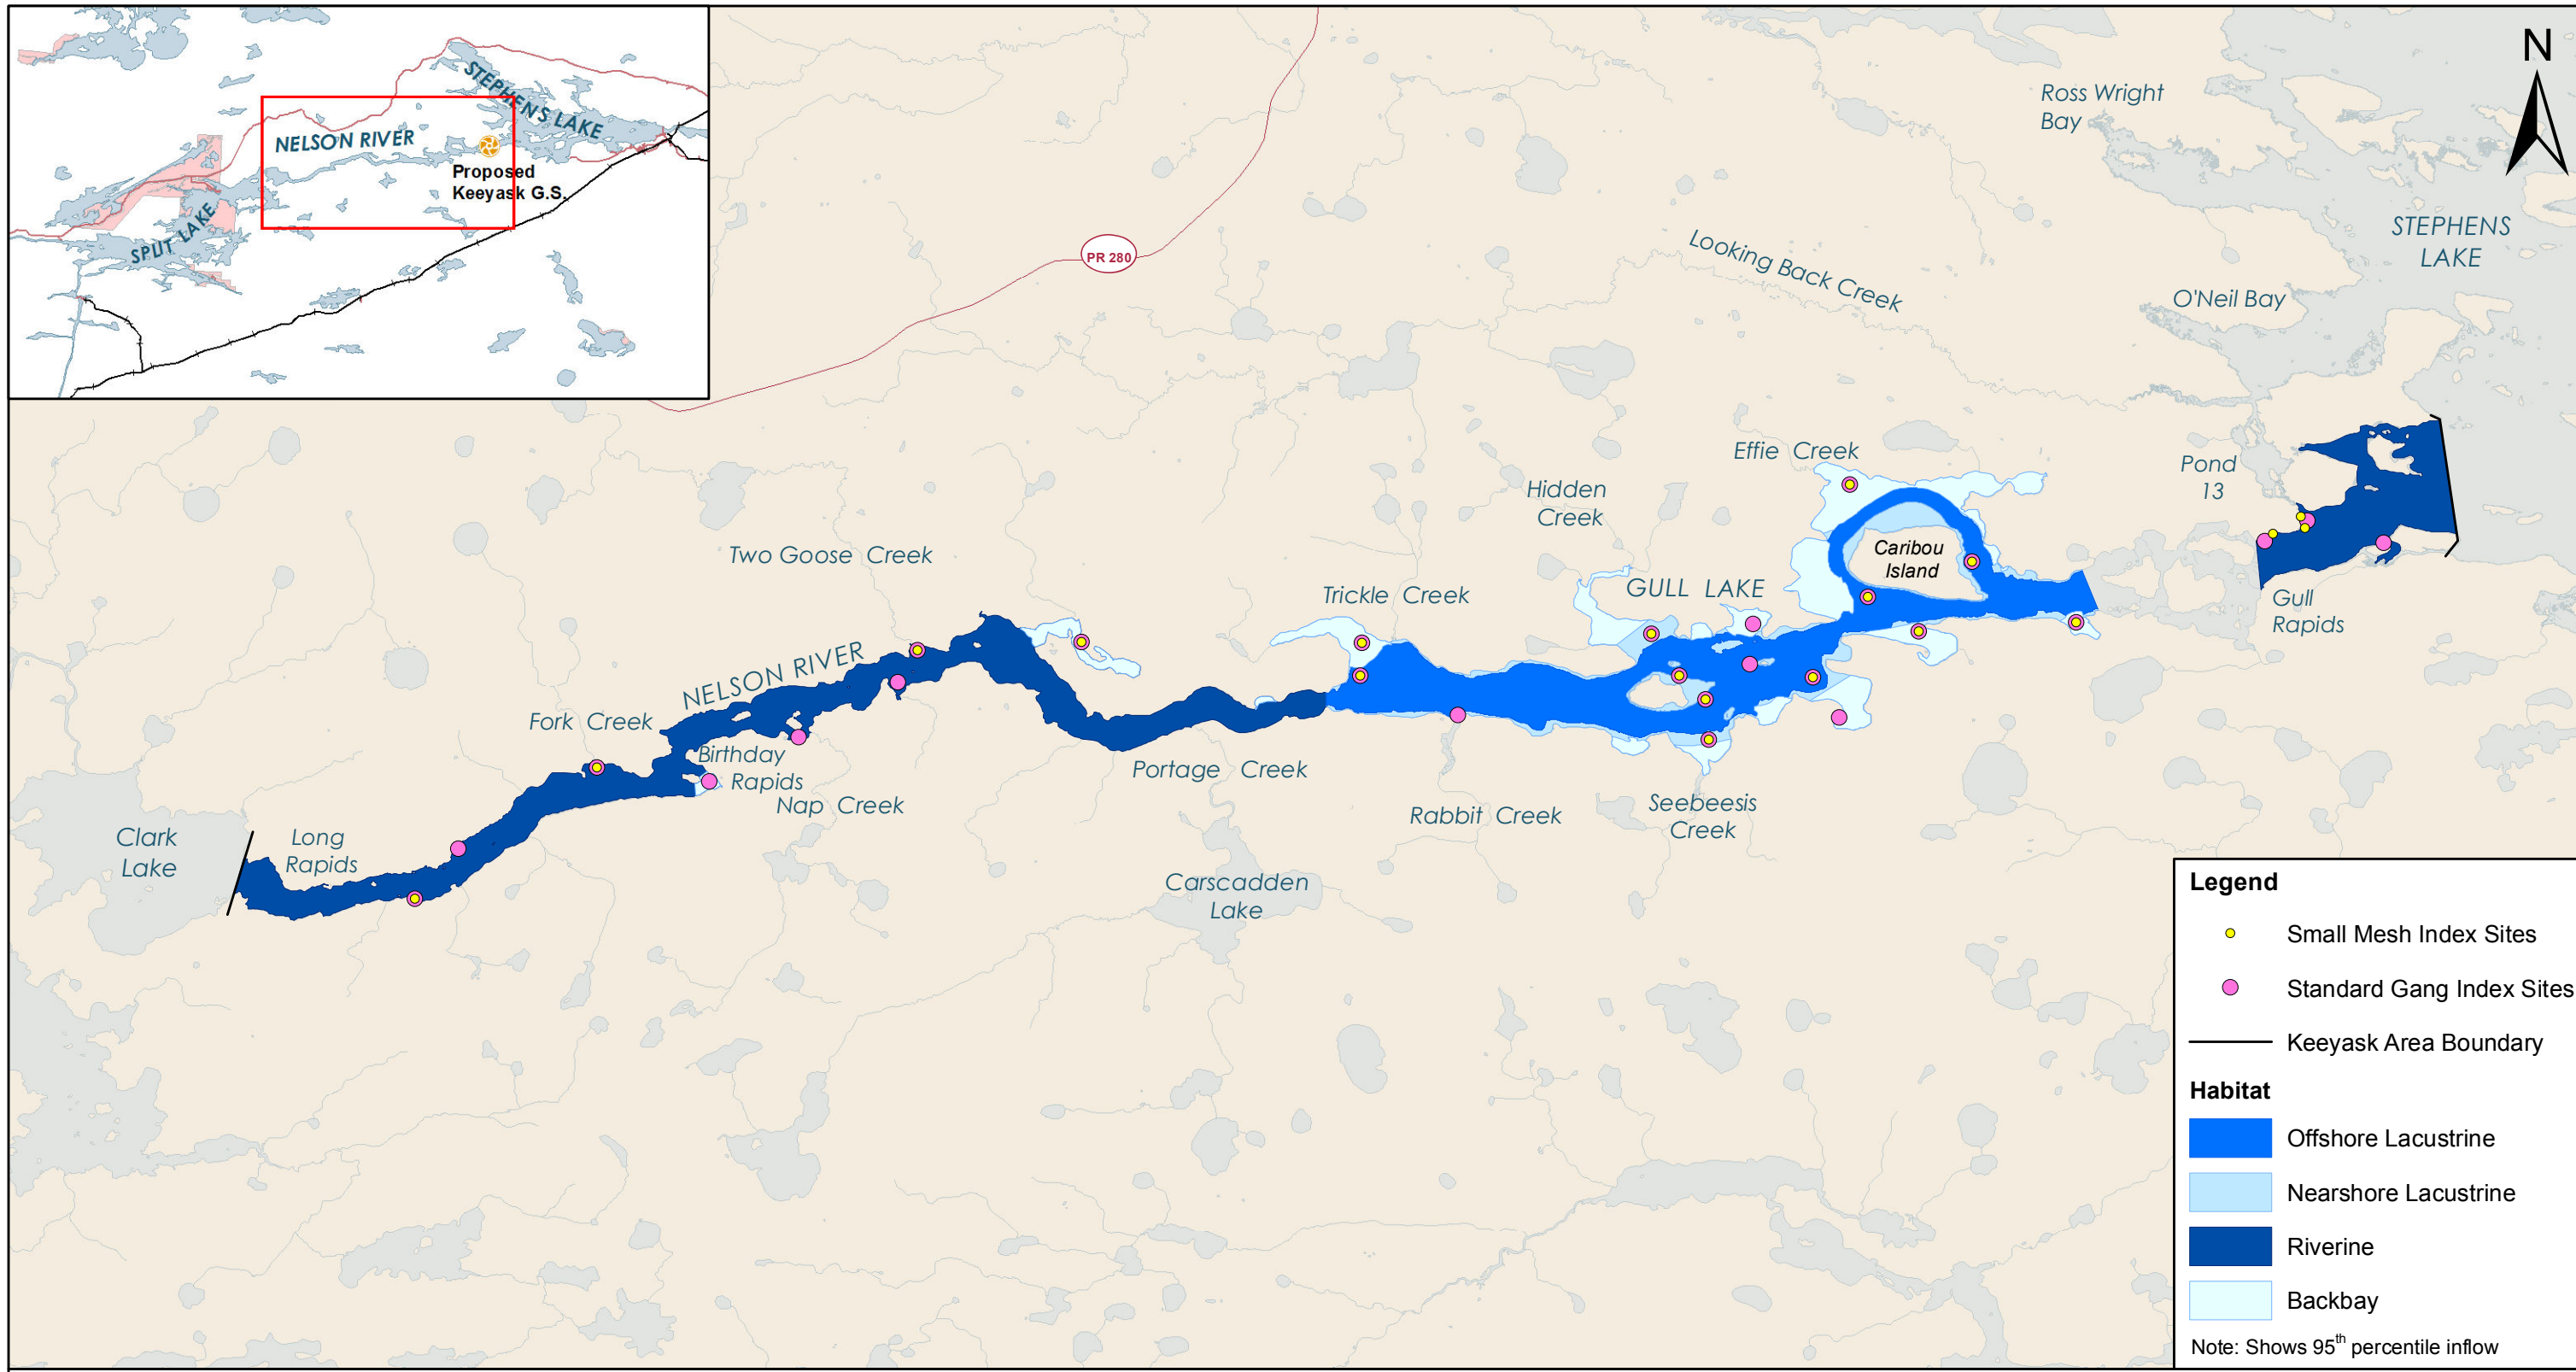 STEPHENS LAKE
NELSON RIVER
Proposed
Keeyask G.S.
SPLIT LAKE
N
Ross Wright
Bay
PR 280
STEPHENS
LAKE
Looking Back Creek
O'Neil Bay
Effie Creek
Pond
13
Hidden
Creek
Two Goose Creek
Caribou
Island
Trickle Creek
GULL LAKE
Gull
Rapids
NELSON RIVER
Fork Creek
Birthday
Rapids
Portage Creek
Nap Creek
Rabbit Creek
Seebeesis
Creek
Clark
Lake
Long
Rapids
Carscadden
Lake
Legend
Small Mesh Index Sites
Standard Gang Index Sites
Keeyask Area Boundary
Habitat
Offshore Lacustrine
Nearshore Lacustrine
Riverine
Backbay
Note: Shows 95th percentile inflow